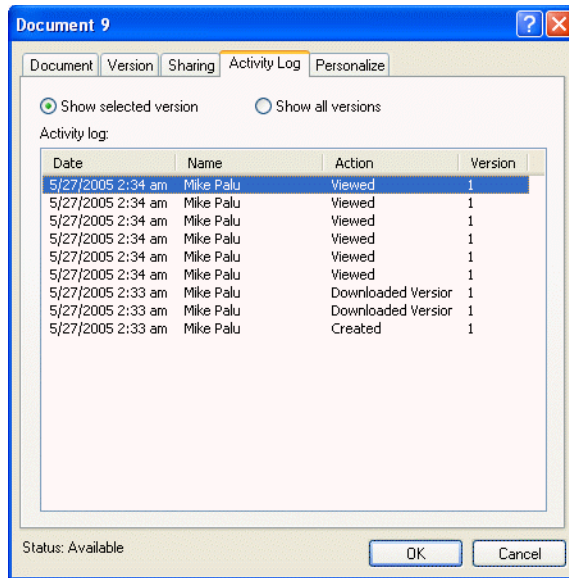 Document 9
Document Version Sharing Activity Log Personalize
Show selected version Show all versions
Activity log:
Date Name Action Version
5/27/2005 2:34 am Mike Palu Viewed 1
5/27/2005 2:34 am Mike Palu Viewed 1
5/27/2005 2:34 am Mike Palu Viewed 1
5/27/2005 2:34 am Mike Palu Viewed 1
5/27/2005 2:34 am Mike Palu Viewed 1
5/27/2005 2:34 am Mike Palu Viewed 1
5/27/2005 2:33 am Mike Palu Downloaded Versior 1
5/27/2005 2:33 am Mike Palu Downloaded Versior 1
5/27/2005 2:33 am Mike Palu Created 1
Status: Available OK Cancel